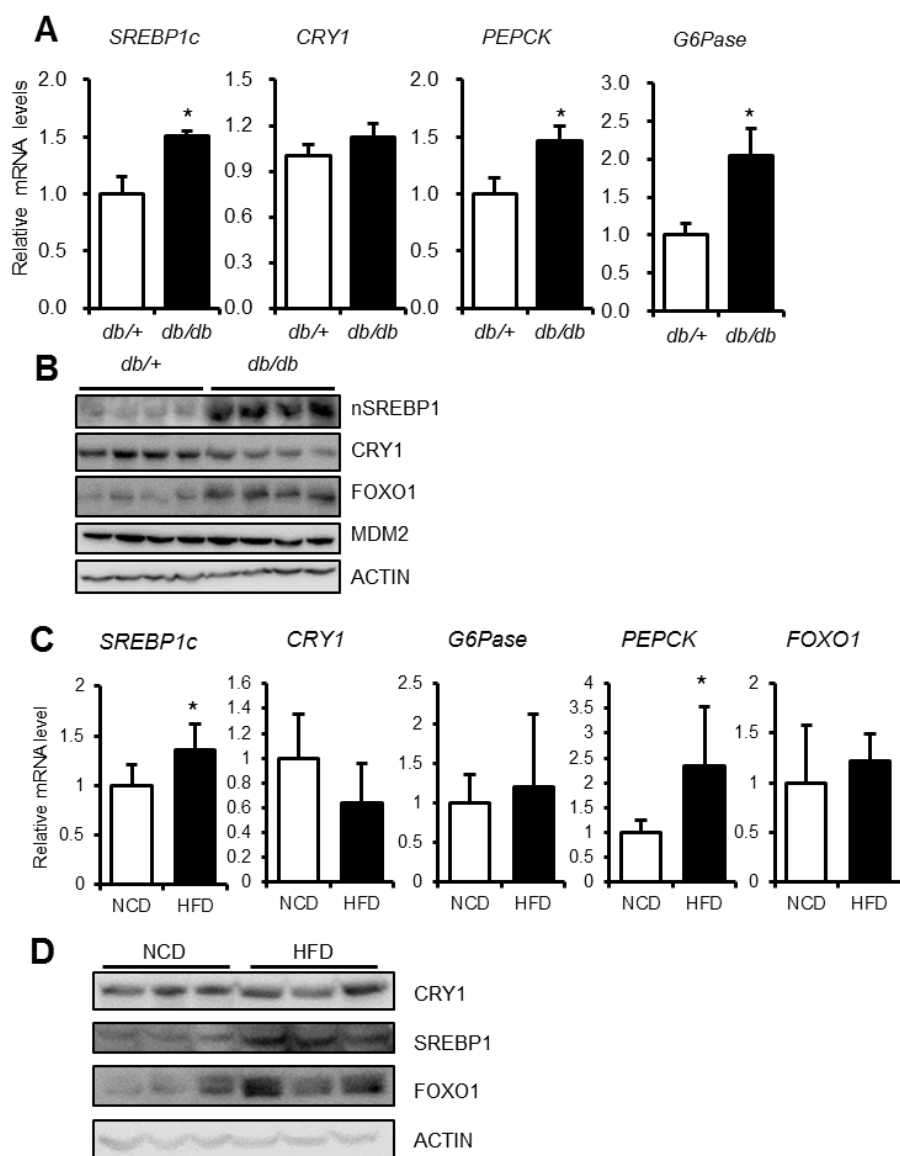 A
SREBP1c CRY1 PEPCK G6Pase
Relative mRNA levels
2.0
1.5
1.0
0.5
0.0
*
db/+ db/db
1.5
1.2
0.9
0.6
0.3
0.0
db/+ db/db
2.0
1.5
1.0
0.5
0.0
*
db/+ db/db
3.0
2.5
2.0
1.5
1.0
0.5
0.0
*
db/+ db/db
B
db/+ db/db
nSREBP1
CRY1
FOXO1
MDM2
ACTIN
C
SREBP1c CRY1 G6Pase PEPCK FOXO1
Relative mRNA level
2
1.5
1
0.5
0
*
NCD HFD
1.6
1.4
1.2
1
0.8
0.6
0.4
0.2
0
NCD HFD
2.5
2
1.5
1
0.5
0
NCD HFD
4
3.5
3
2.5
2
1.5
1
0.5
0
*
NCD HFD
2
1.5
1
0.5
0
NCD HFD
D
NCD HFD
CRY1
SREBP1
FOXO1
ACTIN